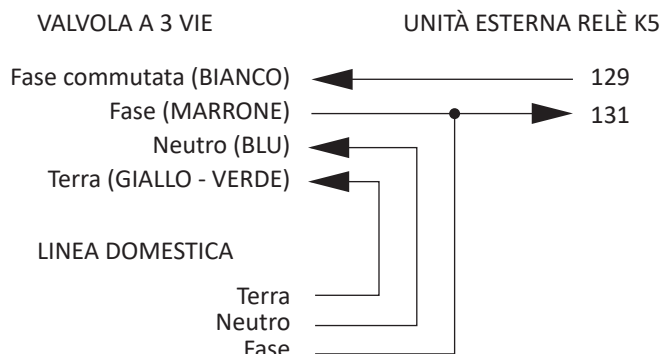 VALVOLA A 3 VIE UNITÀ ESTERNA RELÈ K5
Fase commutata (BIANCO) 129
Fase (MARRONE) 131
Neutro (BLU)
Terra (GIALLO - VERDE)
LINEA DOMESTICA
Terra
Neutro
Fase